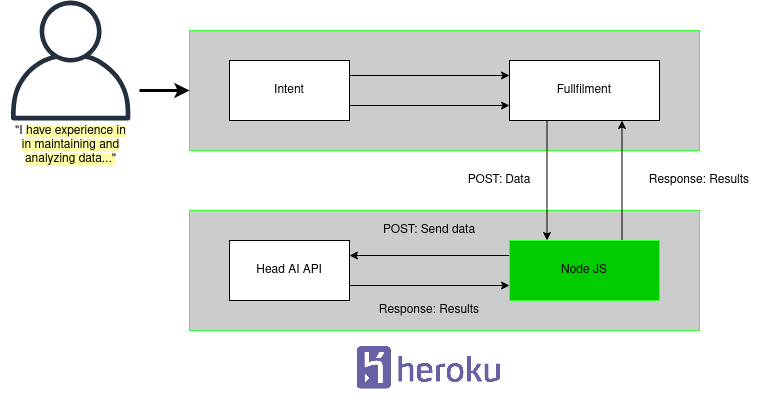 "I have experience in
in maintaining and
analyzing data..."
Intent
Fullfilment
POST: Data
Response: Results
POST: Send data
Head AI API
Node JS
Response: Results
heroku